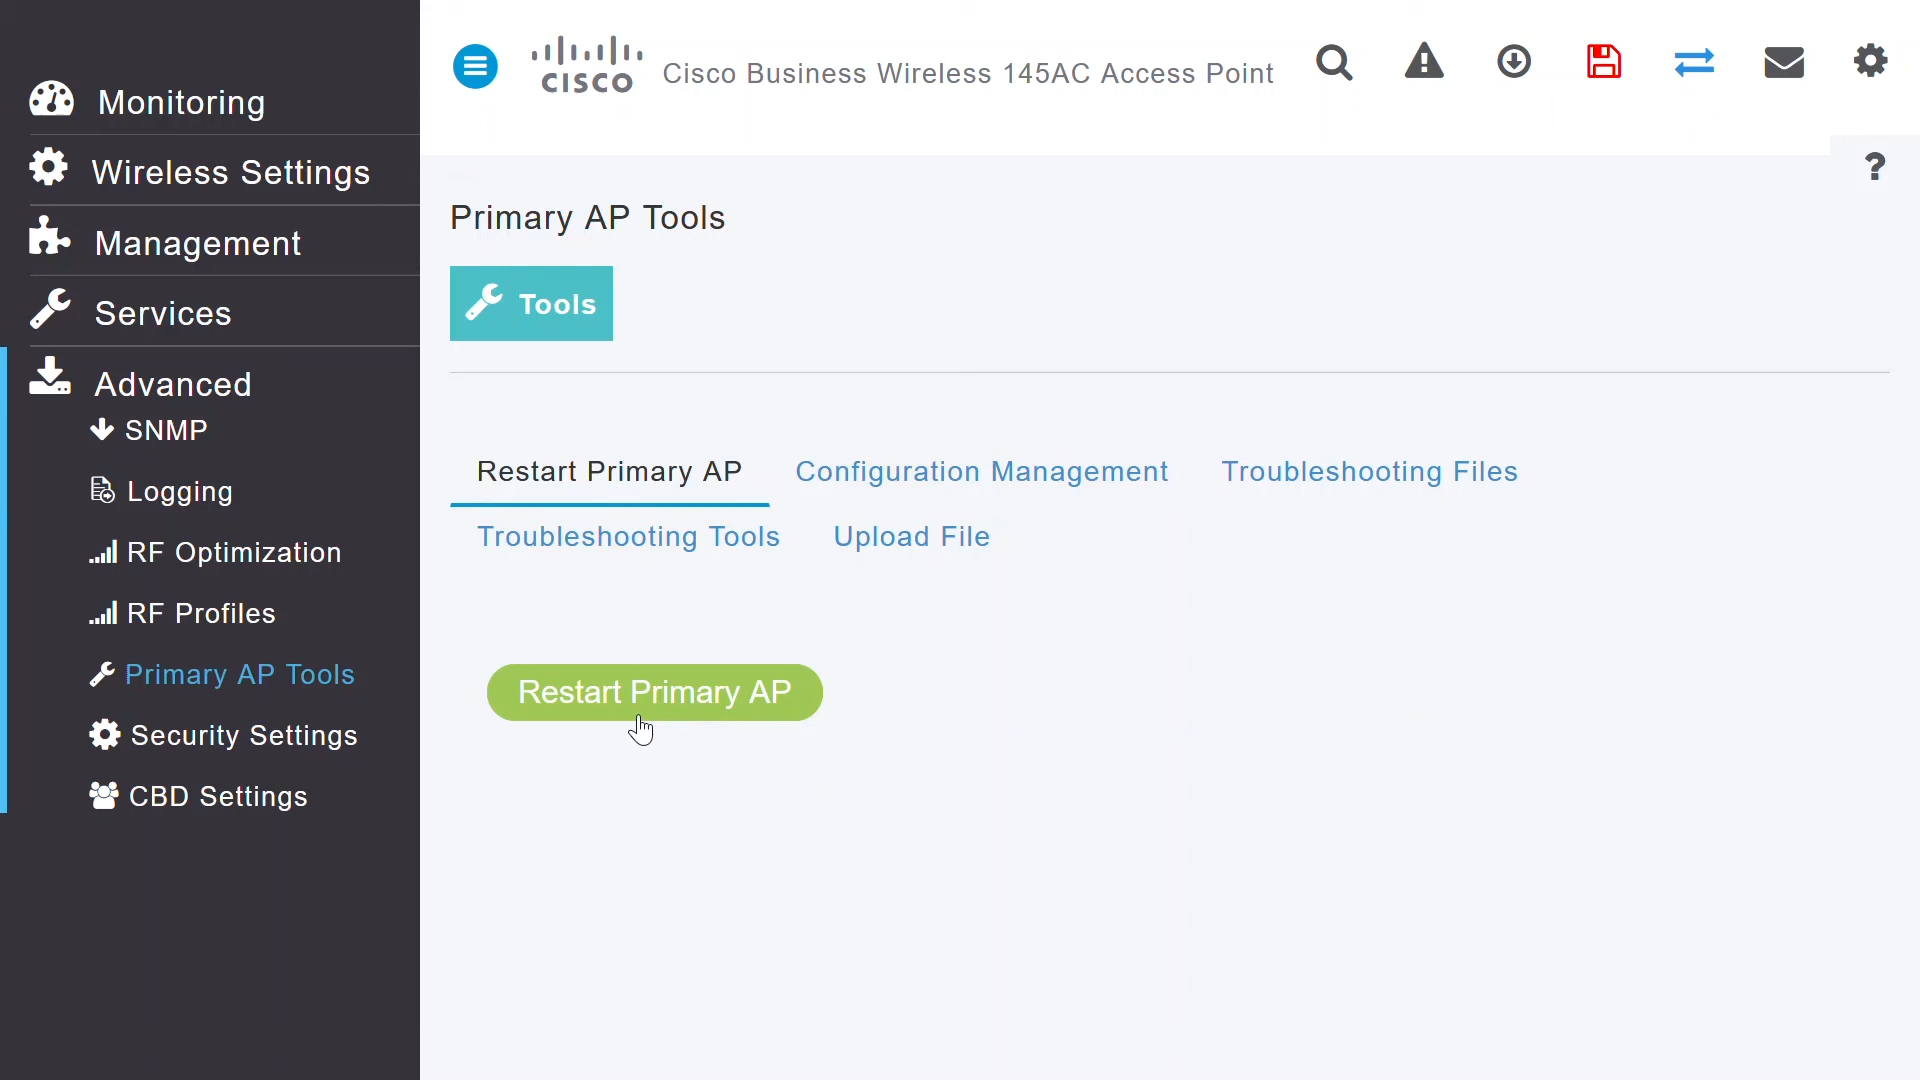 Monitoring
Wireless Settings
Management
Services
Advanced
SNMP
Logging
RF Optimization
RF Profiles
Primary AP Tools
Security Settings
CBD Settings
CISCO
Cisco Business Wireless 145AC Access Point
?
Primary AP Tools
Tools
Restart Primary AP Configuration Management Troubleshooting Files
Troubleshooting Tools Upload File
Restart Primary AP